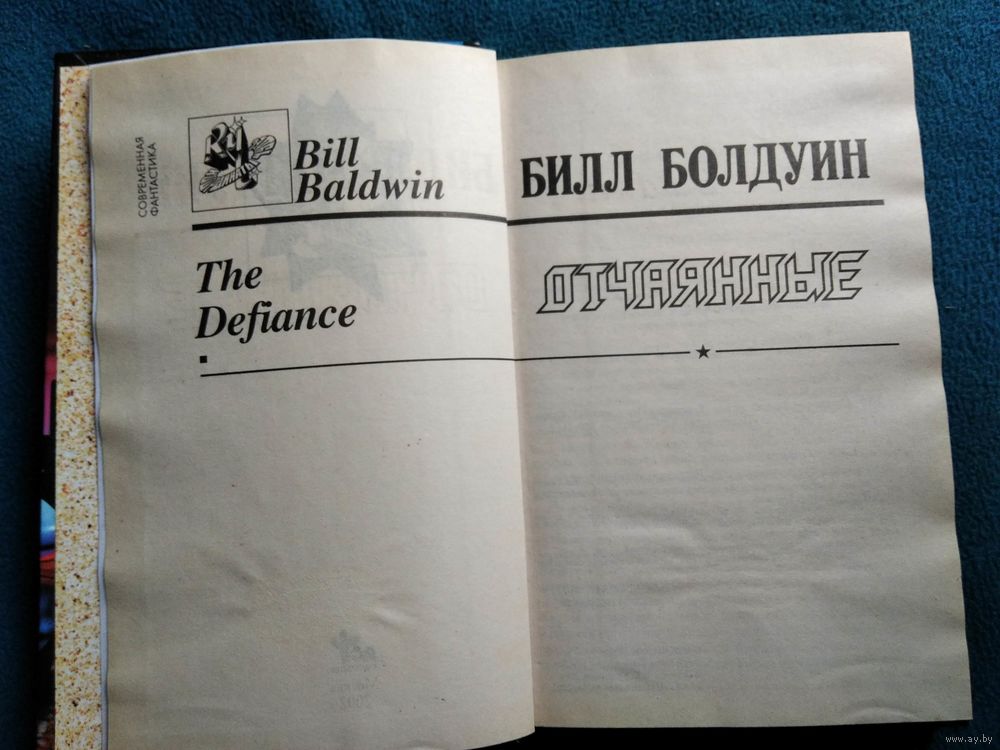 СОВРЕМЕННАЯ
ФАНТАСТИКА
Bill
Baldwin
The
Defiance
БИЛЛ БОЛДУИН
ОТЧАЯННЫЕ
www.ay.by